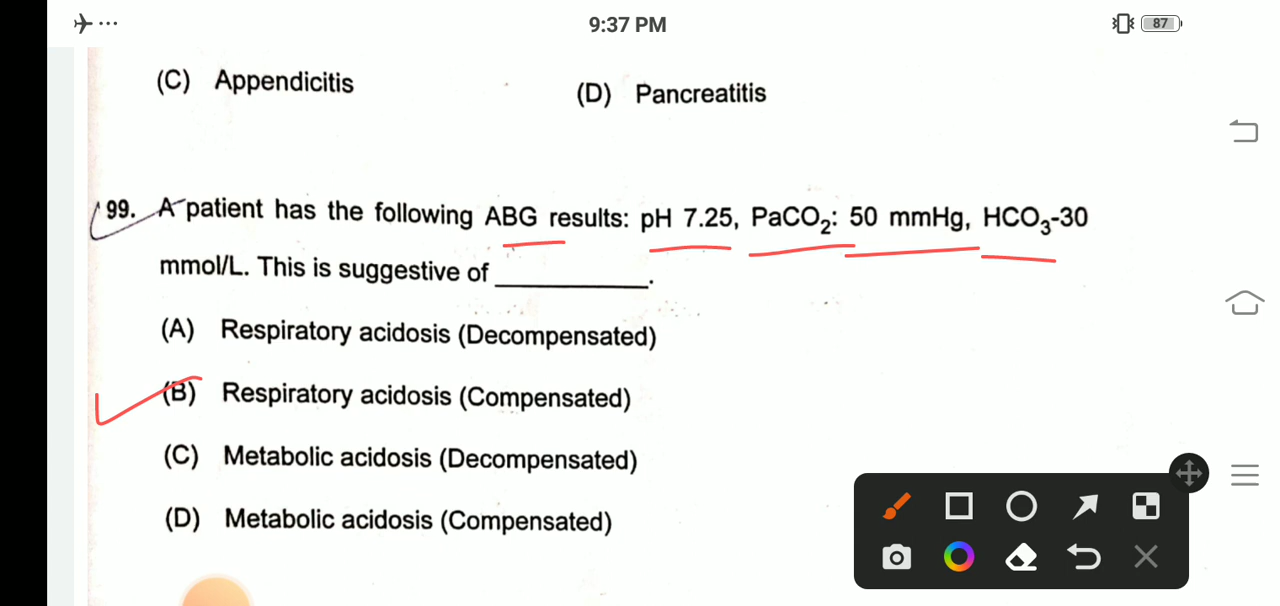 9:37 PM
87
(C) Appendicitis
(D) Pancreatitis
99. A patient has the following ABG results: pH 7.25, PaCO₂: 50 mmHg, HCO₃-30
mmol/L. This is suggestive of __________.
(A) Respiratory acidosis (Decompensated)
(B) Respiratory acidosis (Compensated)
(C) Metabolic acidosis (Decompensated)
(D) Metabolic acidosis (Compensated)